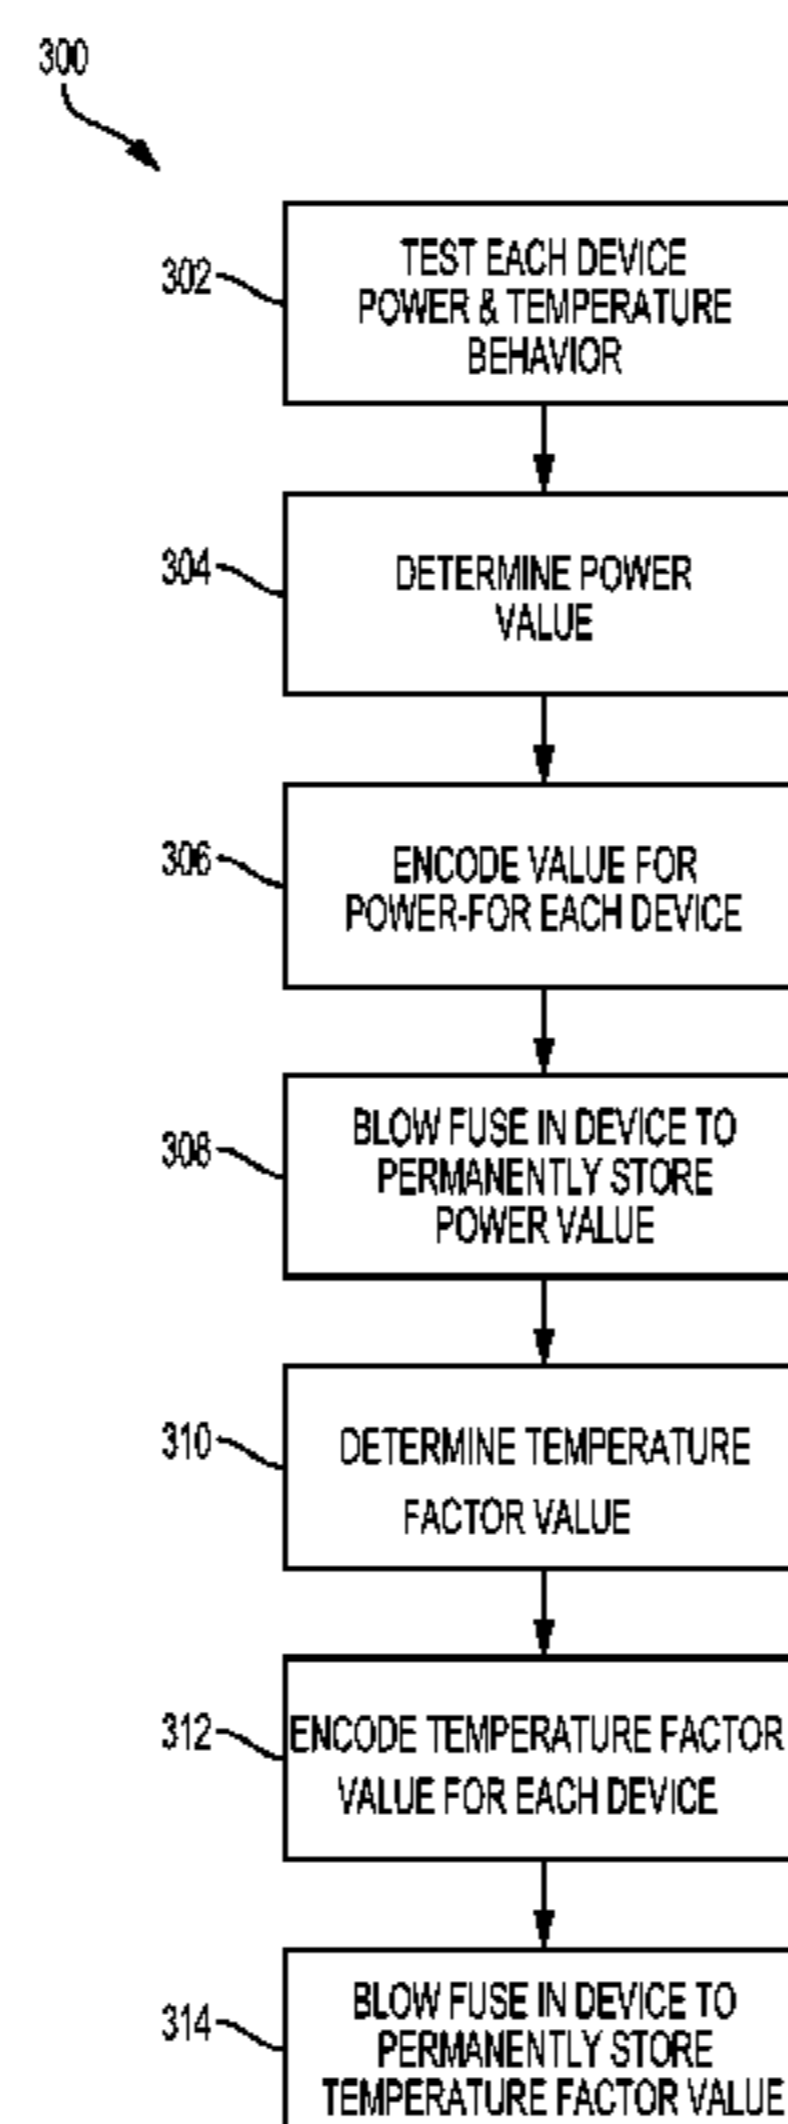 300
302
TEST EACH DEVICE
POWER & TEMPERATURE
BEHAVIOR
304
DETERMINE POWER
VALUE
306
ENCODE VALUE FOR
POWER-FOR EACH DEVICE
308
BLOW FUSE IN DEVICE TO
PERMANENTLY STORE
POWER VALUE
310
DETERMINE TEMPERATURE
FACTOR VALUE
312
ENCODE TEMPERATURE FACTOR
VALUE FOR EACH DEVICE
314
BLOW FUSE IN DEVICE TO
PERMANENTLY STORE
TEMPERATURE FACTOR VALUE